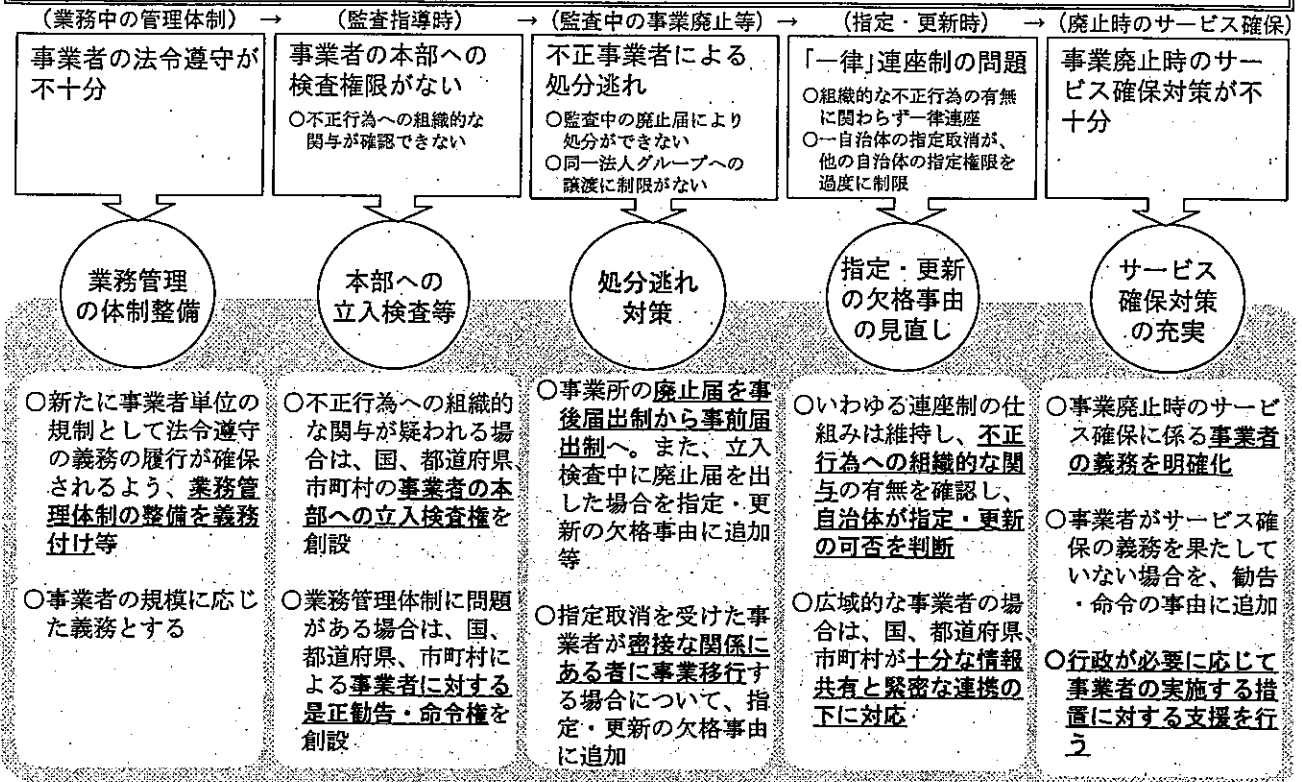 (業務中の管理体制) → (監査指導時) → (監査中の事業廃止等) → (指定・更新時) → (廃止時のサービス確保)
事業者の法令遵守が
不十分
事業者の本部への
検査権限がない
○不正行為への組織的な
関与が確認できない
不正事業者による
処分逃れ
○監査中の廃止届により
処分ができない
○同一法人グループへの
譲渡に制限がない
「一律」連座制の問題
○組織的な不正行為の有無
に関わらず一律連座
○一自治体の指定取消が、
他の自治体の指定権限を
過度に制限
事業廃止時のサー
ビス確保対策が不
十分
業務管理
の体制整備
本部への
立入検査等
処分逃れ
対策
指定・更新
の欠格事由
の見直し
サービス
確保対策
の充実
○新たに事業者単位の
規制として法令遵守
の義務の履行が確保
されるよう、業務管
理体制の整備を義務
付け等
○事業者の規模に応じ
た義務とする
○不正行為への組織的
な関与が疑われる場
合は、国、都道府県、
市町村の事業者の本
部への立入検査権を
創設
○業務管理体制に問題
がある場合は、国、
都道府県、市町村に
よる事業者に対する
是正勧告・命令権を
創設
○事業所の廃止届を事
後届出制から事前届
出制へ。また、立入
検査中に廃止届を出
した場合を指定・更
新の欠格事由に追加
等
○指定取消を受けた事
業者が密接な関係に
ある者に事業移行す
る場合について、指
定・更新の欠格事由
に追加
○いわゆる連座制の仕
組みは維持し、不正
行為への組織的な関
与の有無を確認し、
自治体が指定・更新
の可否を判断
○広域的な事業者の場
合は、国、都道府県、
市町村が十分な情報
共有と緊密な連携の
下に対応
○事業廃止時のサービ
ス確保に係る事業者
の義務を明確化
○事業者がサービス確
保の義務を果たして
いない場合を、勧告
・命令の事由に追加
○行政が必要に応じて
事業者の実施する措
置に対する支援を行
う